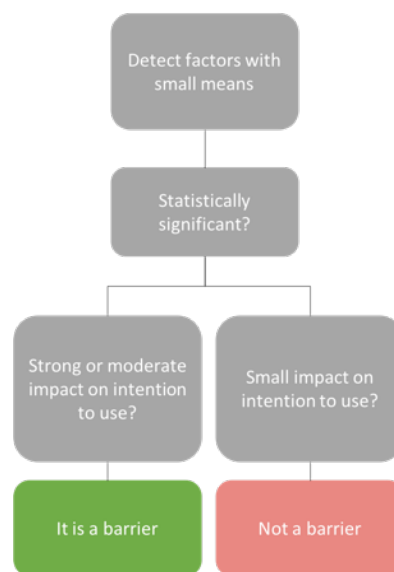 Detect factors with
small means
Statistically
significant?
Strong or moderate
impact on intention
to use?
Small impact on
intention to use?
It is a barrier
Not a barrier